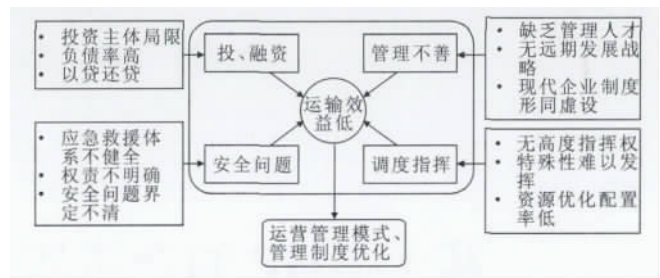 • 投资主体局限
• 负债率高
• 以贷还贷
投、融资
管理不善
• 缺乏管理人才
• 无远期发展战
略
• 现代企业制度
形同虚设
运输效
益低
• 应急救援体
系不健全
• 权责不明确
• 安全问题界
定不清
安全问题
调度指挥
• 无高度指挥权
• 特殊性难以发
挥
• 资源优化配置
率低
运营管理模式、
管理制度优化